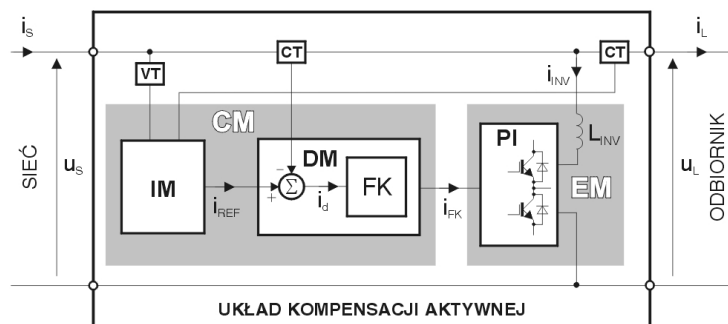 i_S
i_L
CT
CT
VT
i_INV
CM
L_INV
PI
DM
SIEĆ
u_S
IM
−
Σ
+
FK
EM
u_L
ODBIORNIK
i_REF
i_d
i_FK
UKŁAD KOMPENSACJI AKTYWNEJ